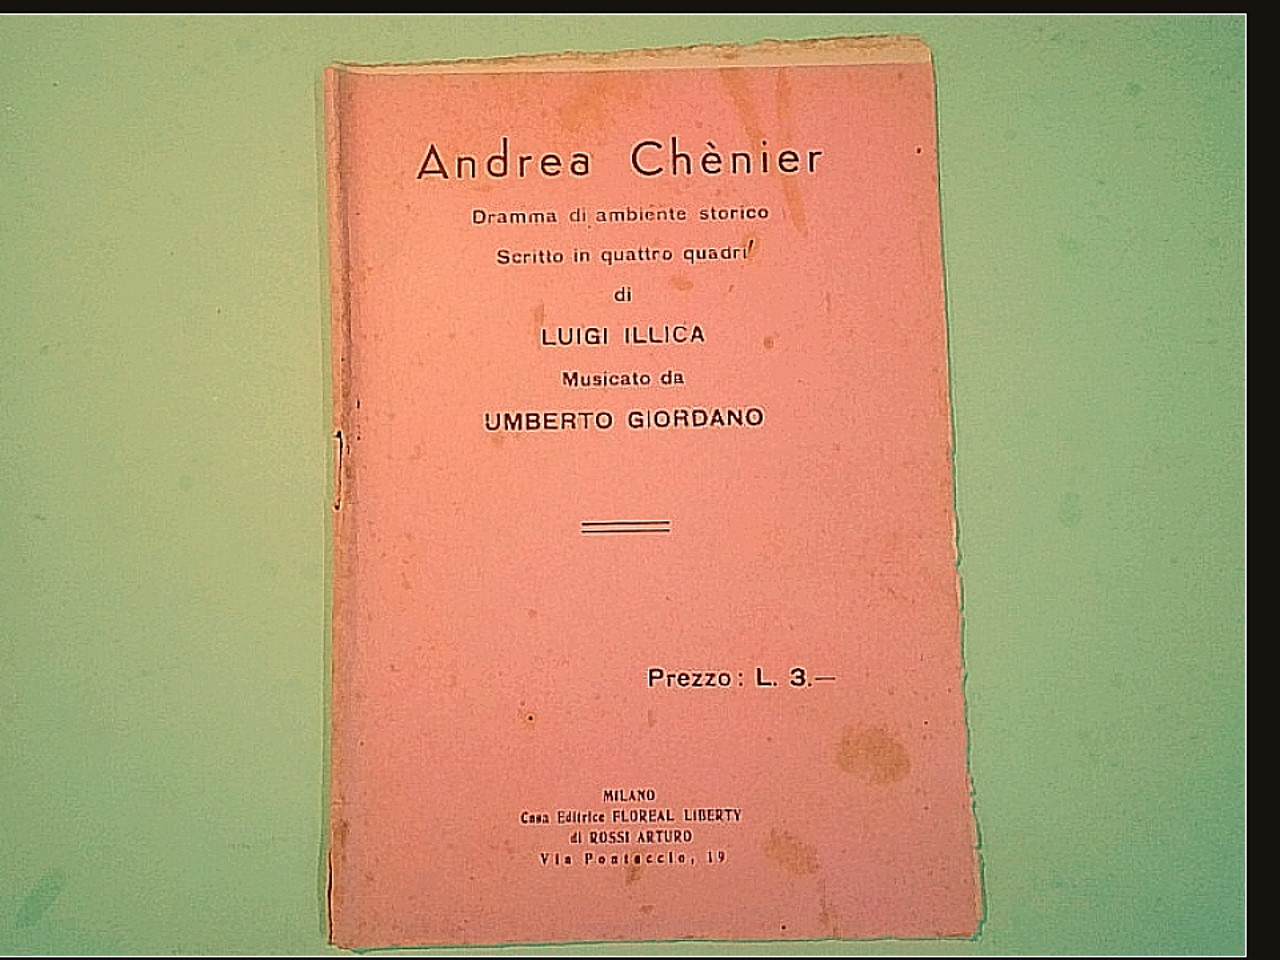 Andrea Chènier
Dramma di ambiente storico
Scritto in quattro quadri
di
LUIGI ILLICA
Musicato da
UMBERTO GIORDANO
Prezzo: L. 3.—
MILANO
Casa Editrice FLOREAL LIBERTY
di ROSSI ARTURO
Via Pontaccio, 19